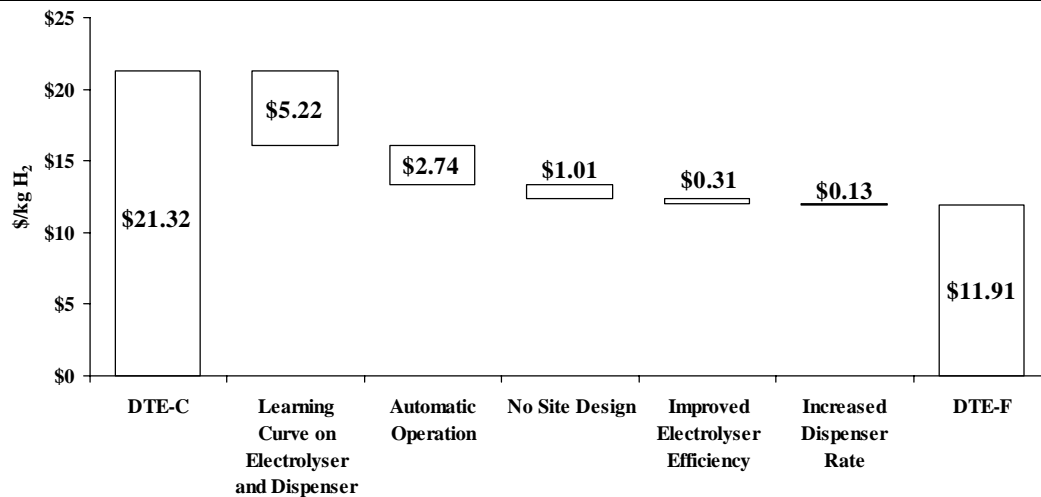 $25
$20
$15
$10
$5
$0
$/kg H₂
$21.32
$5.22
$2.74
$1.01
$0.31
$0.13
$11.91
DTE-C
Learning
Curve on
Electrolyser
and Dispenser
Automatic
Operation
No Site Design
Improved
Electrolyser
Efficiency
Increased
Dispenser
Rate
DTE-F